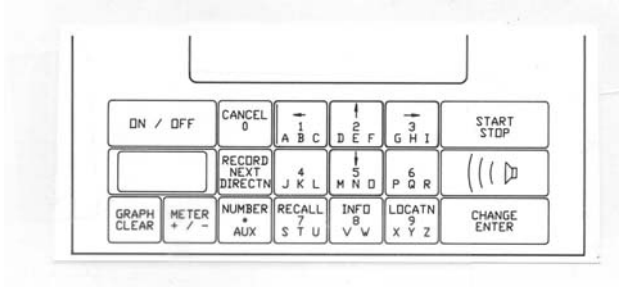 ON / OFF
CANCEL
0
1
A B C
2
D E F
3
G H I
START
STOP
RECORD
NEXT
DIRECTN
4
J K L
5
M N O
6
P Q R
GRAPH
CLEAR
METER
+ / -
NUMBER
*
AUX
RECALL
7
S T U
INFO
8
V W
LOCATN
9
X Y Z
CHANGE
ENTER